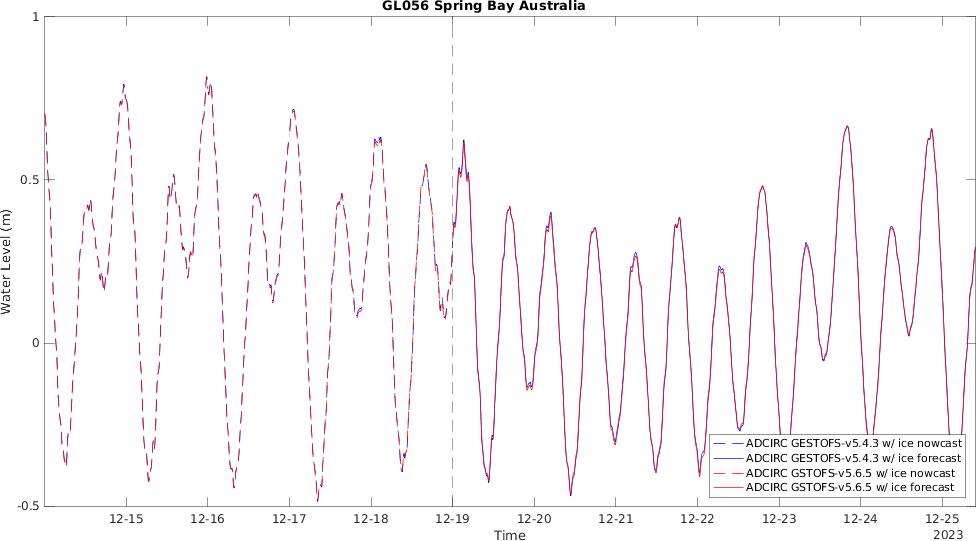 GL056 Spring Bay Australia
1
0.5
0
-0.5
Water Level (m)
12-15 12-16 12-17 12-18 12-19 12-20 12-21 12-22 12-23 12-24 12-25
Time
2023
ADCIRC GESTOFS-v5.4.3 w/ ice nowcast
ADCIRC GESTOFS-v5.4.3 w/ ice forecast
ADCIRC GSTOFS-v5.6.5 w/ ice nowcast
ADCIRC GSTOFS-v5.6.5 w/ ice forecast